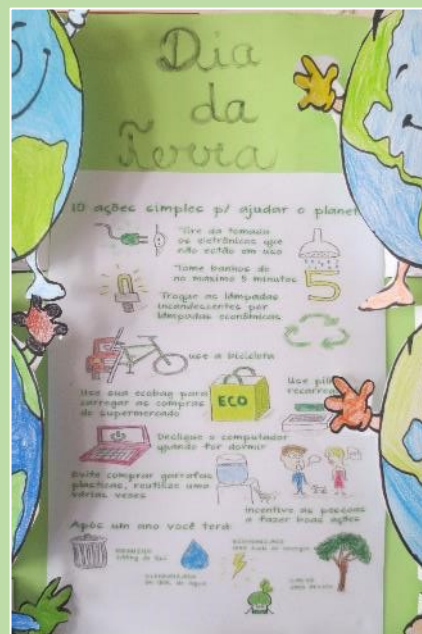 Dia
da
Terra
10 ações simples p/ ajudar o planet
Tire da tomada
os eletrônicos que
não estão em uso
Tome banhos de
no máximo 5 minutos
5
Troque as lâmpadas
incandescentes por
lâmpadas econômicas
use a bicicleta
Use sua ecobag para
carregar as compras
do supermercado
ECO
Use pil
recarre
Desligue o computador
quando for dormir
Evite comprar garrafas
plásticas, reutilize uma
várias vezes
incentive as pessoas
a fazer boas ações
Após um ano você terá: